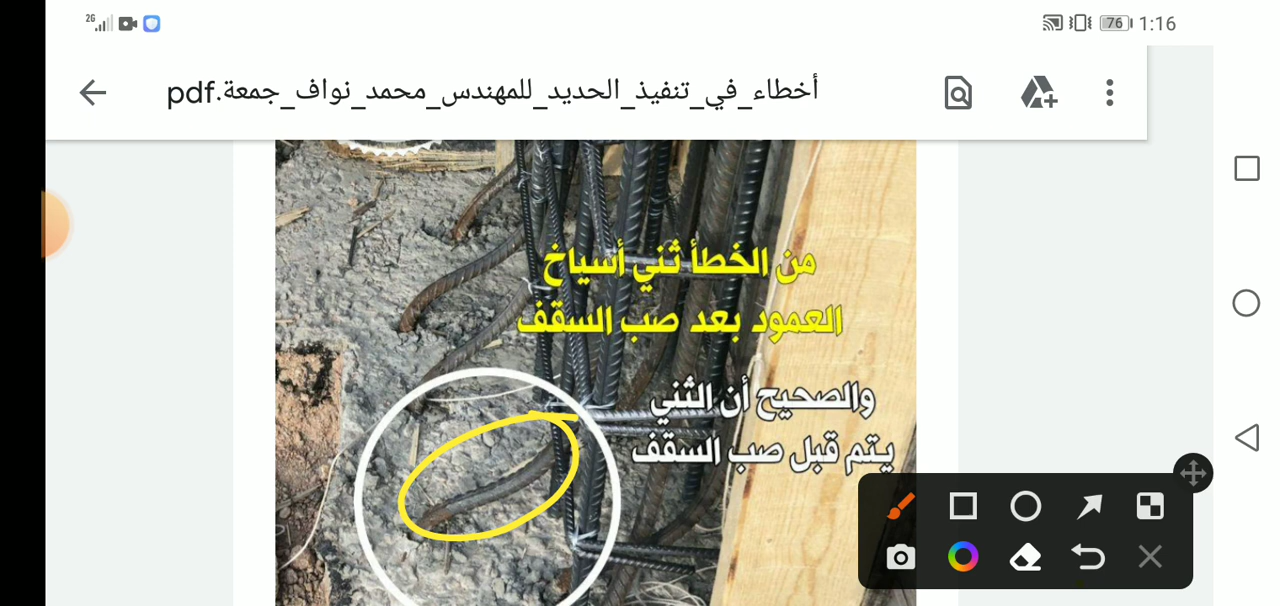 2G
76 1:16
أخطاء_في_تنفيذ_الحديد_للمهندس_محمد_نواف_جمعة.pdf
من الخطأ ثني أسياخ
العمود بعد صب السقف
والصحيح أن الثني
يتم قبل صب السقف